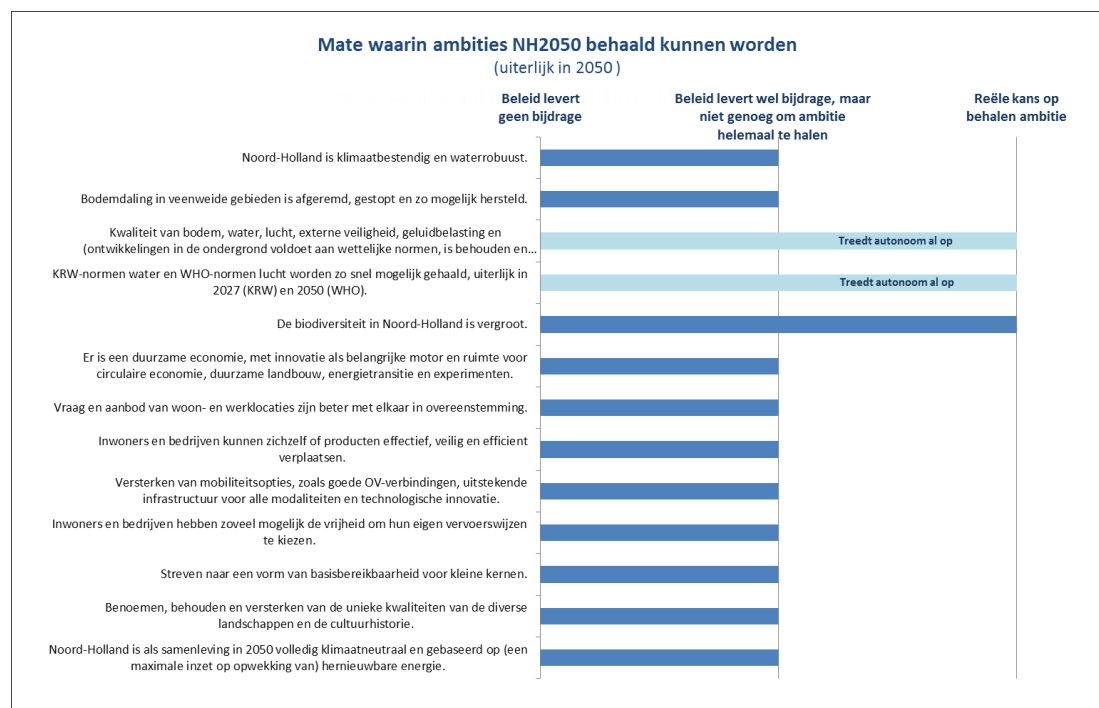 Mate waarin ambities NH2050 behaald kunnen worden
(uiterlijk in 2050 )
Beleid levert
geen bijdrage
Beleid levert wel bijdrage, maar
niet genoeg om ambitie
helemaal te halen
Reële kans op
behalen ambitie
Noord-Holland is klimaatbestendig en waterrobuust.
Bodemdaling in veenweide gebieden is afgeremd, gestopt en zo mogelijk hersteld.
Kwaliteit van bodem, water, lucht, externe veiligheid, geluidbelasting en
(ontwikkelingen in de ondergrond voldoet aan wettelijke normen, is behouden en…
Treedt autonoom al op
KRW-normen water en WHO-normen lucht worden zo snel mogelijk gehaald, uiterlijk in
2027 (KRW) en 2050 (WHO).
Treedt autonoom al op
De biodiversiteit in Noord-Holland is vergroot.
Er is een duurzame economie, met innovatie als belangrijke motor en ruimte voor
circulaire economie, duurzame landbouw, energietransitie en experimenten.
Vraag en aanbod van woon- en werklocaties zijn beter met elkaar in overeenstemming.
Inwoners en bedrijven kunnen zichzelf of producten effectief, veilig en efficient
verplaatsen.
Versterken van mobiliteitsopties, zoals goede OV-verbindingen, uitstekende
infrastructuur voor alle modaliteiten en technologische innovatie.
Inwoners en bedrijven hebben zoveel mogelijk de vrijheid om hun eigen vervoerswijzen
te kiezen.
Streven naar een vorm van basisbereikbaarheid voor kleine kernen.
Benoemen, behouden en versterken van de unieke kwaliteiten van de diverse
landschappen en de cultuurhistorie.
Noord-Holland is als samenleving in 2050 volledig klimaatneutraal en gebaseerd op (een
maximale inzet op opwekking van) hernieuwbare energie.